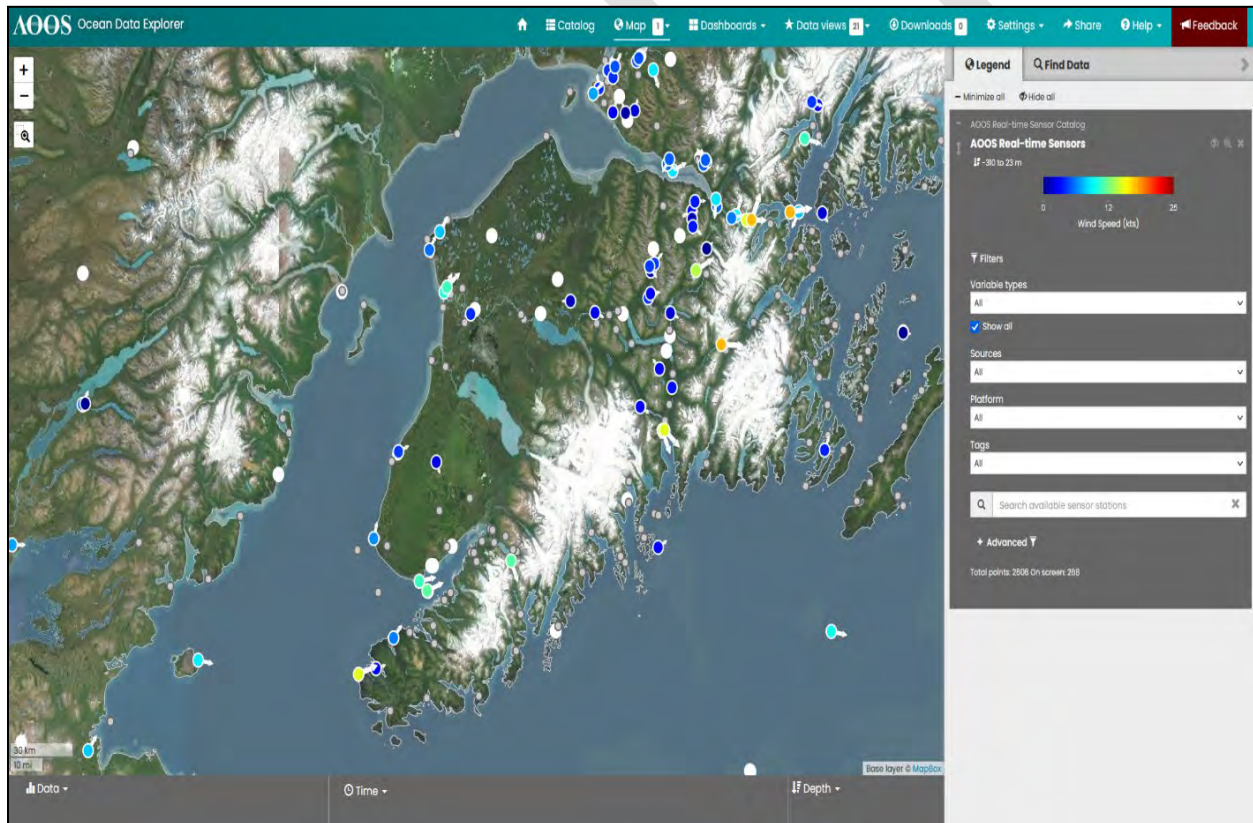 AOOS Ocean Data Explorer
Catalog
Map 1
Dashboards
Data views 21
Downloads 0
Settings
Share
Help
Feedback
+
−
Legend
Find Data
Minimize all Hide all
AOOS Real-time Sensor Catalog
AOOS Real-time Sensors
-310 to 23 m
0 12 25
Wind Speed (kts)
Filters
Variable types
All
Show all
Sources
All
Platform
All
Tags
All
Search available sensor stations
+ Advanced
Total points: 2606 On screen: 268
30 km
10 mi
Base layer © MapBox
Data
Time
Depth